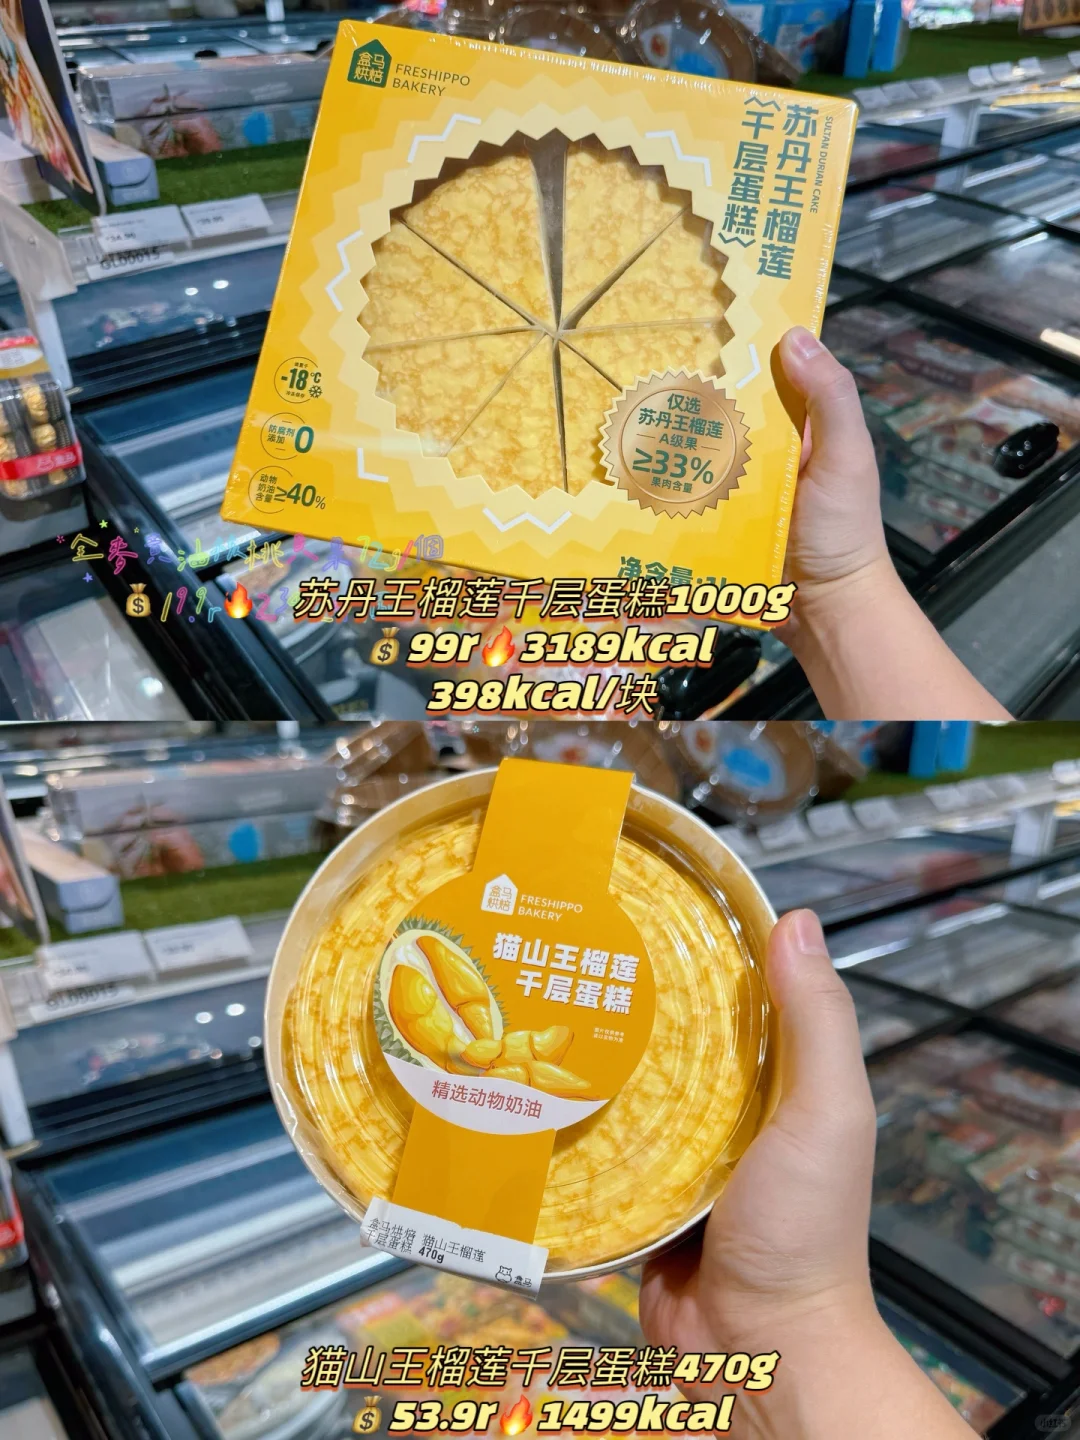 盒马
烘焙
FRESHIPPO
BAKERY
苏丹王榴莲
千层蛋糕
SULTAN DURIAN CAKE
-18℃
防腐剂
添加 0
动物
奶油
含量 ≥40%
仅选
苏丹王榴莲
A级果
≥33%
果肉含量
净含量
苏丹王榴莲千层蛋糕1000g
💰99r🔥3189kcal
398kcal/块
盒马
烘焙
FRESHIPPO
BAKERY
猫山王榴莲
千层蛋糕
精选动物奶油
盒马烘焙 猫山王榴莲
千层蛋糕 470g
盒马
猫山王榴莲千层蛋糕470g
💰53.9r🔥1499kcal
小红书